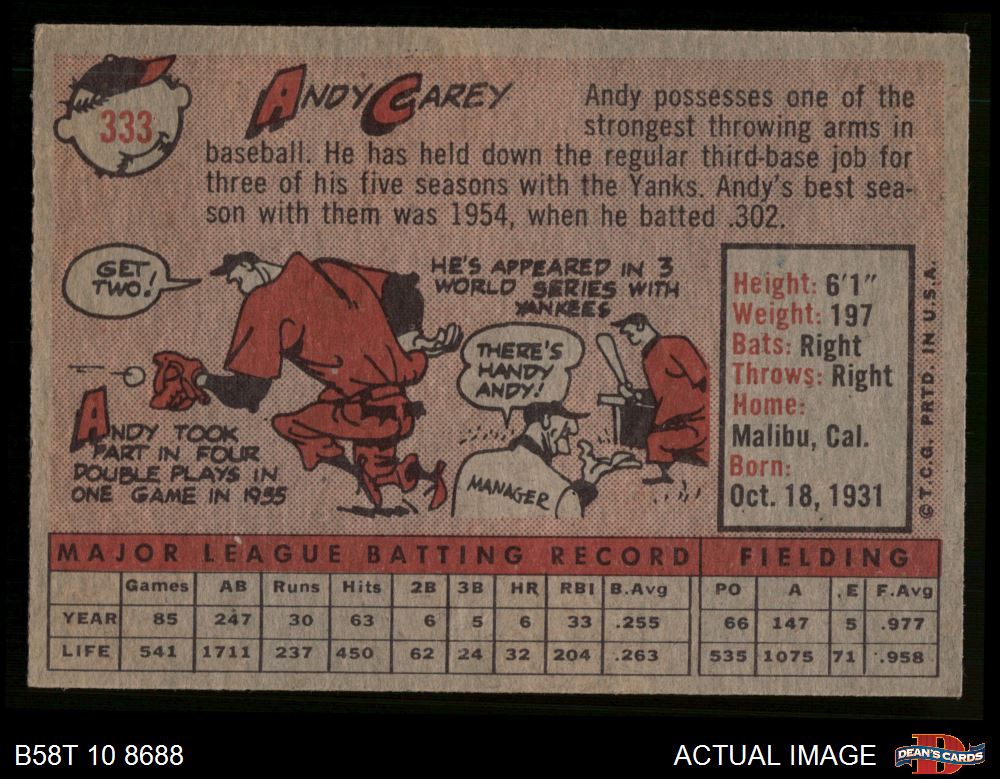 333
ANDY CAREY
Andy possesses one of the
strongest throwing arms in
baseball. He has held down the regular third-base job for
three of his five seasons with the Yanks. Andy's best sea-
son with them was 1954, when he batted .302.
GET
TWO!
ANDY TOOK
PART IN FOUR
DOUBLE PLAYS IN
ONE GAME IN 1955
HE'S APPEARED IN 3
WORLD SERIES WITH
YANKEES
THERE'S
HANDY
ANDY!
MANAGER
Height: 6'1"
Weight: 197
Bats: Right
Throws: Right
Home:
Malibu, Cal.
Born:
Oct. 18, 1931
©T.C.G. PRTD. IN U.S.A.
MAJOR LEAGUE BATTING RECORD FIELDING
Games AB Runs Hits 2B 3B HR RBI B.Avg PO A E F.Avg
YEAR 85 247 30 63 6 5 6 33 .255 66 147 5 .977
LIFE 541 1711 237 450 62 24 32 204 .263 535 1075 71 .958
B58T 10 8688
ACTUAL IMAGE
D
DEAN'S CARDS